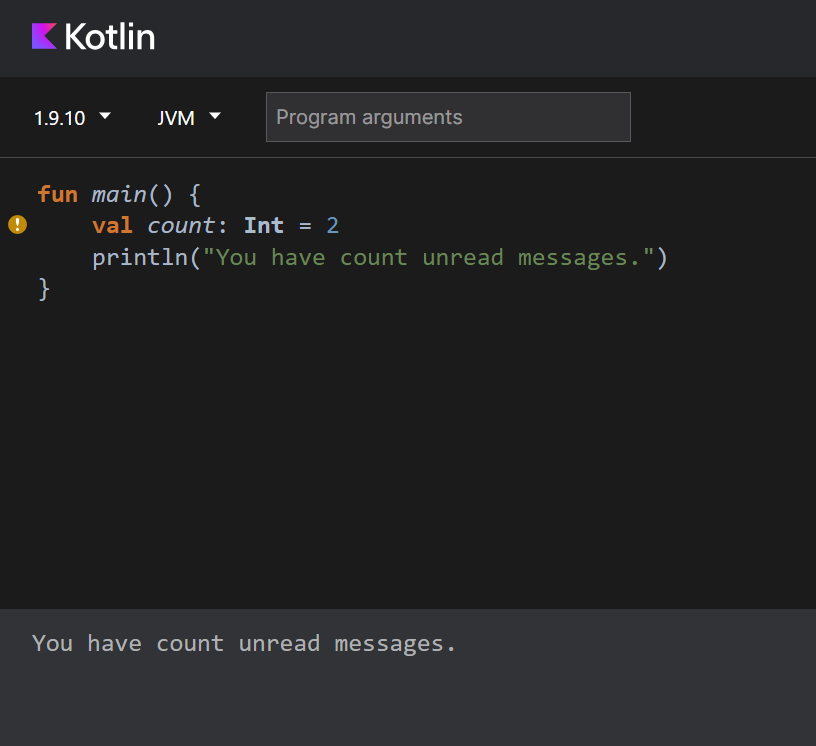 Kotlin
1.9.10 JVM Program arguments
fun main() {
    val count: Int = 2
    println("You have count unread messages.")
}
You have count unread messages.